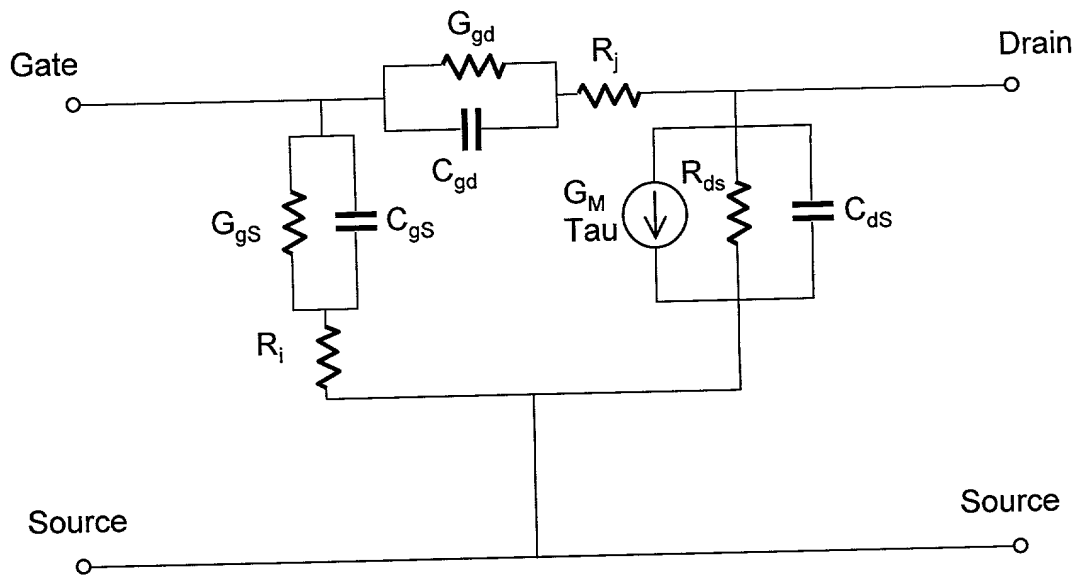 G_gd
R_j
Drain
Gate
C_gd
R_ds
G_M
Tau
C_dS
G_gS
C_gS
R_i
Source
Source